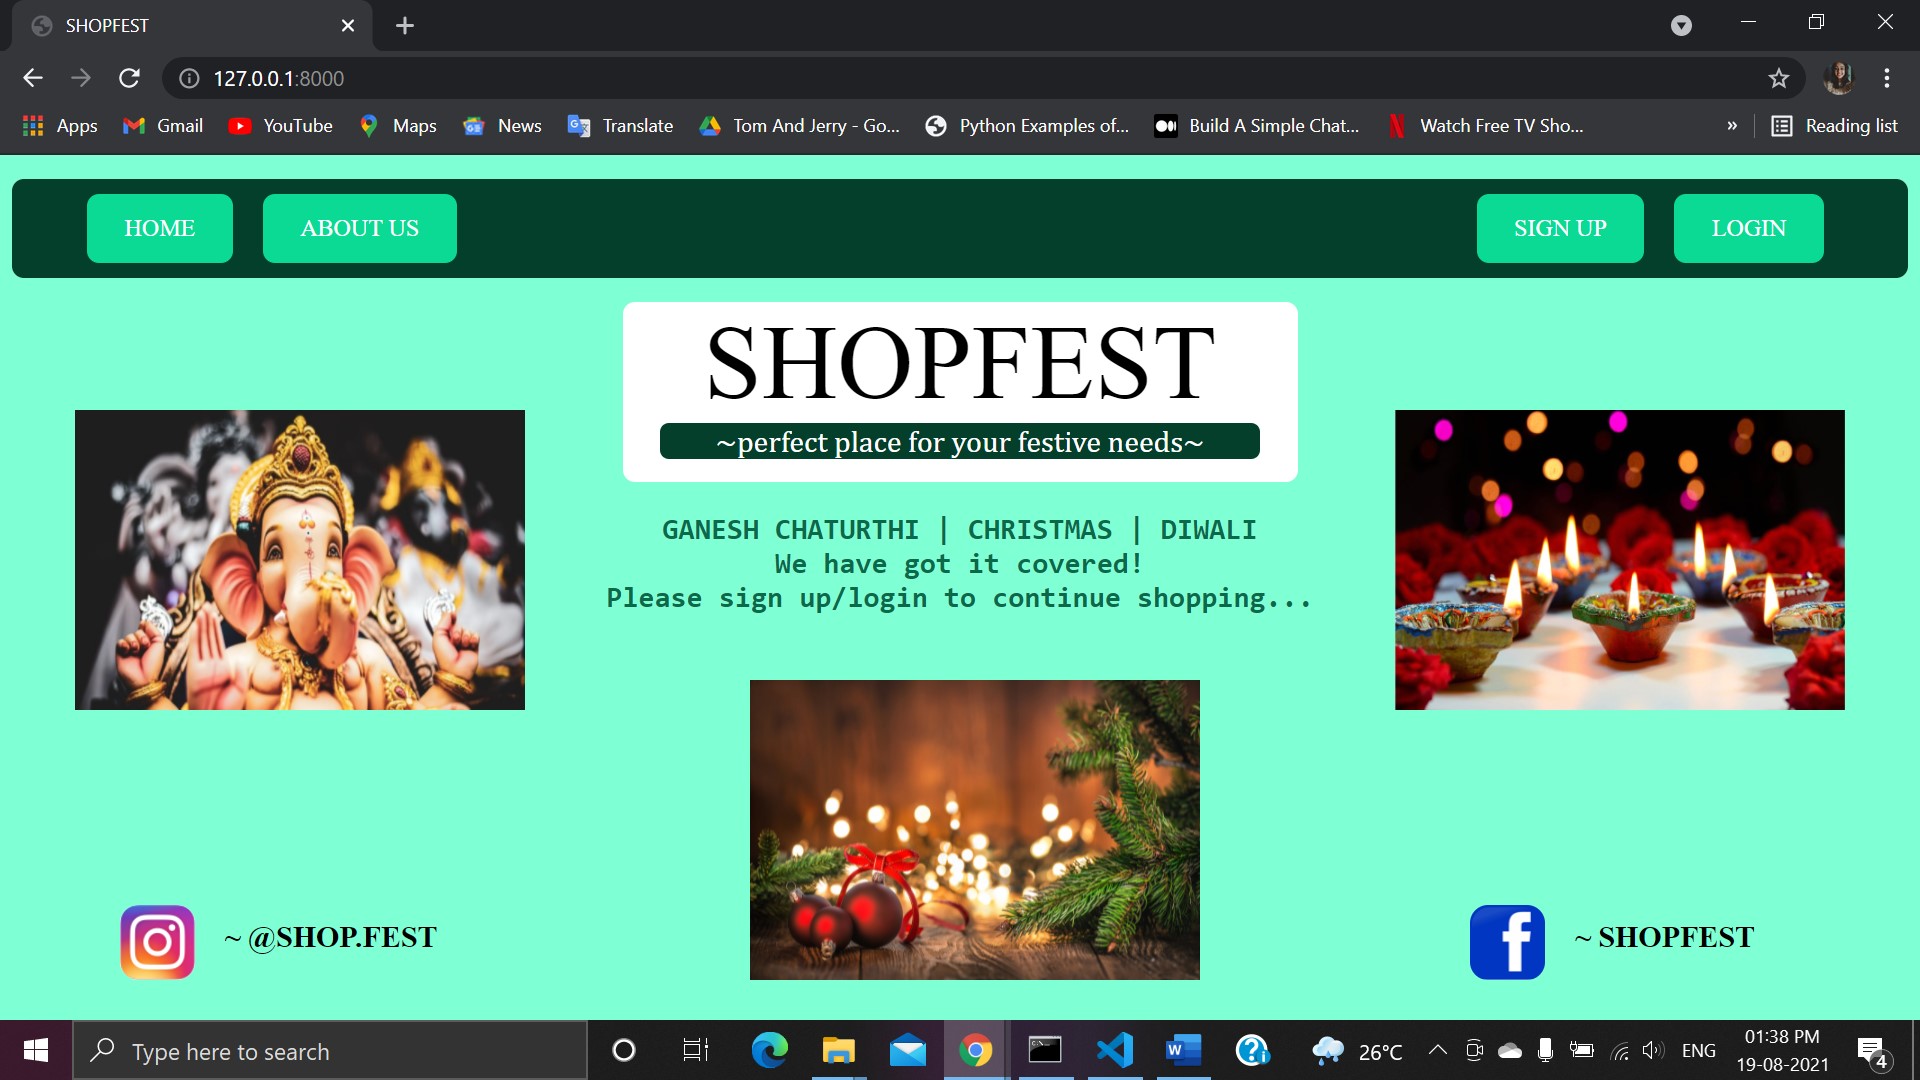 SHOPFEST
127.0.0.1:8000
Apps Gmail YouTube Maps News Translate Tom And Jerry - Go... Python Examples of... Build A Simple Chat... Watch Free TV Sho... » Reading list
HOME ABOUT US SIGN UP LOGIN
SHOPFEST
~perfect place for your festive needs~
GANESH CHATURTHI | CHRISTMAS | DIWALI
We have got it covered!
Please sign up/login to continue shopping...
~ @SHOP.FEST
~ SHOPFEST
Type here to search
26°C
ENG
01:38 PM
19-08-2021
4